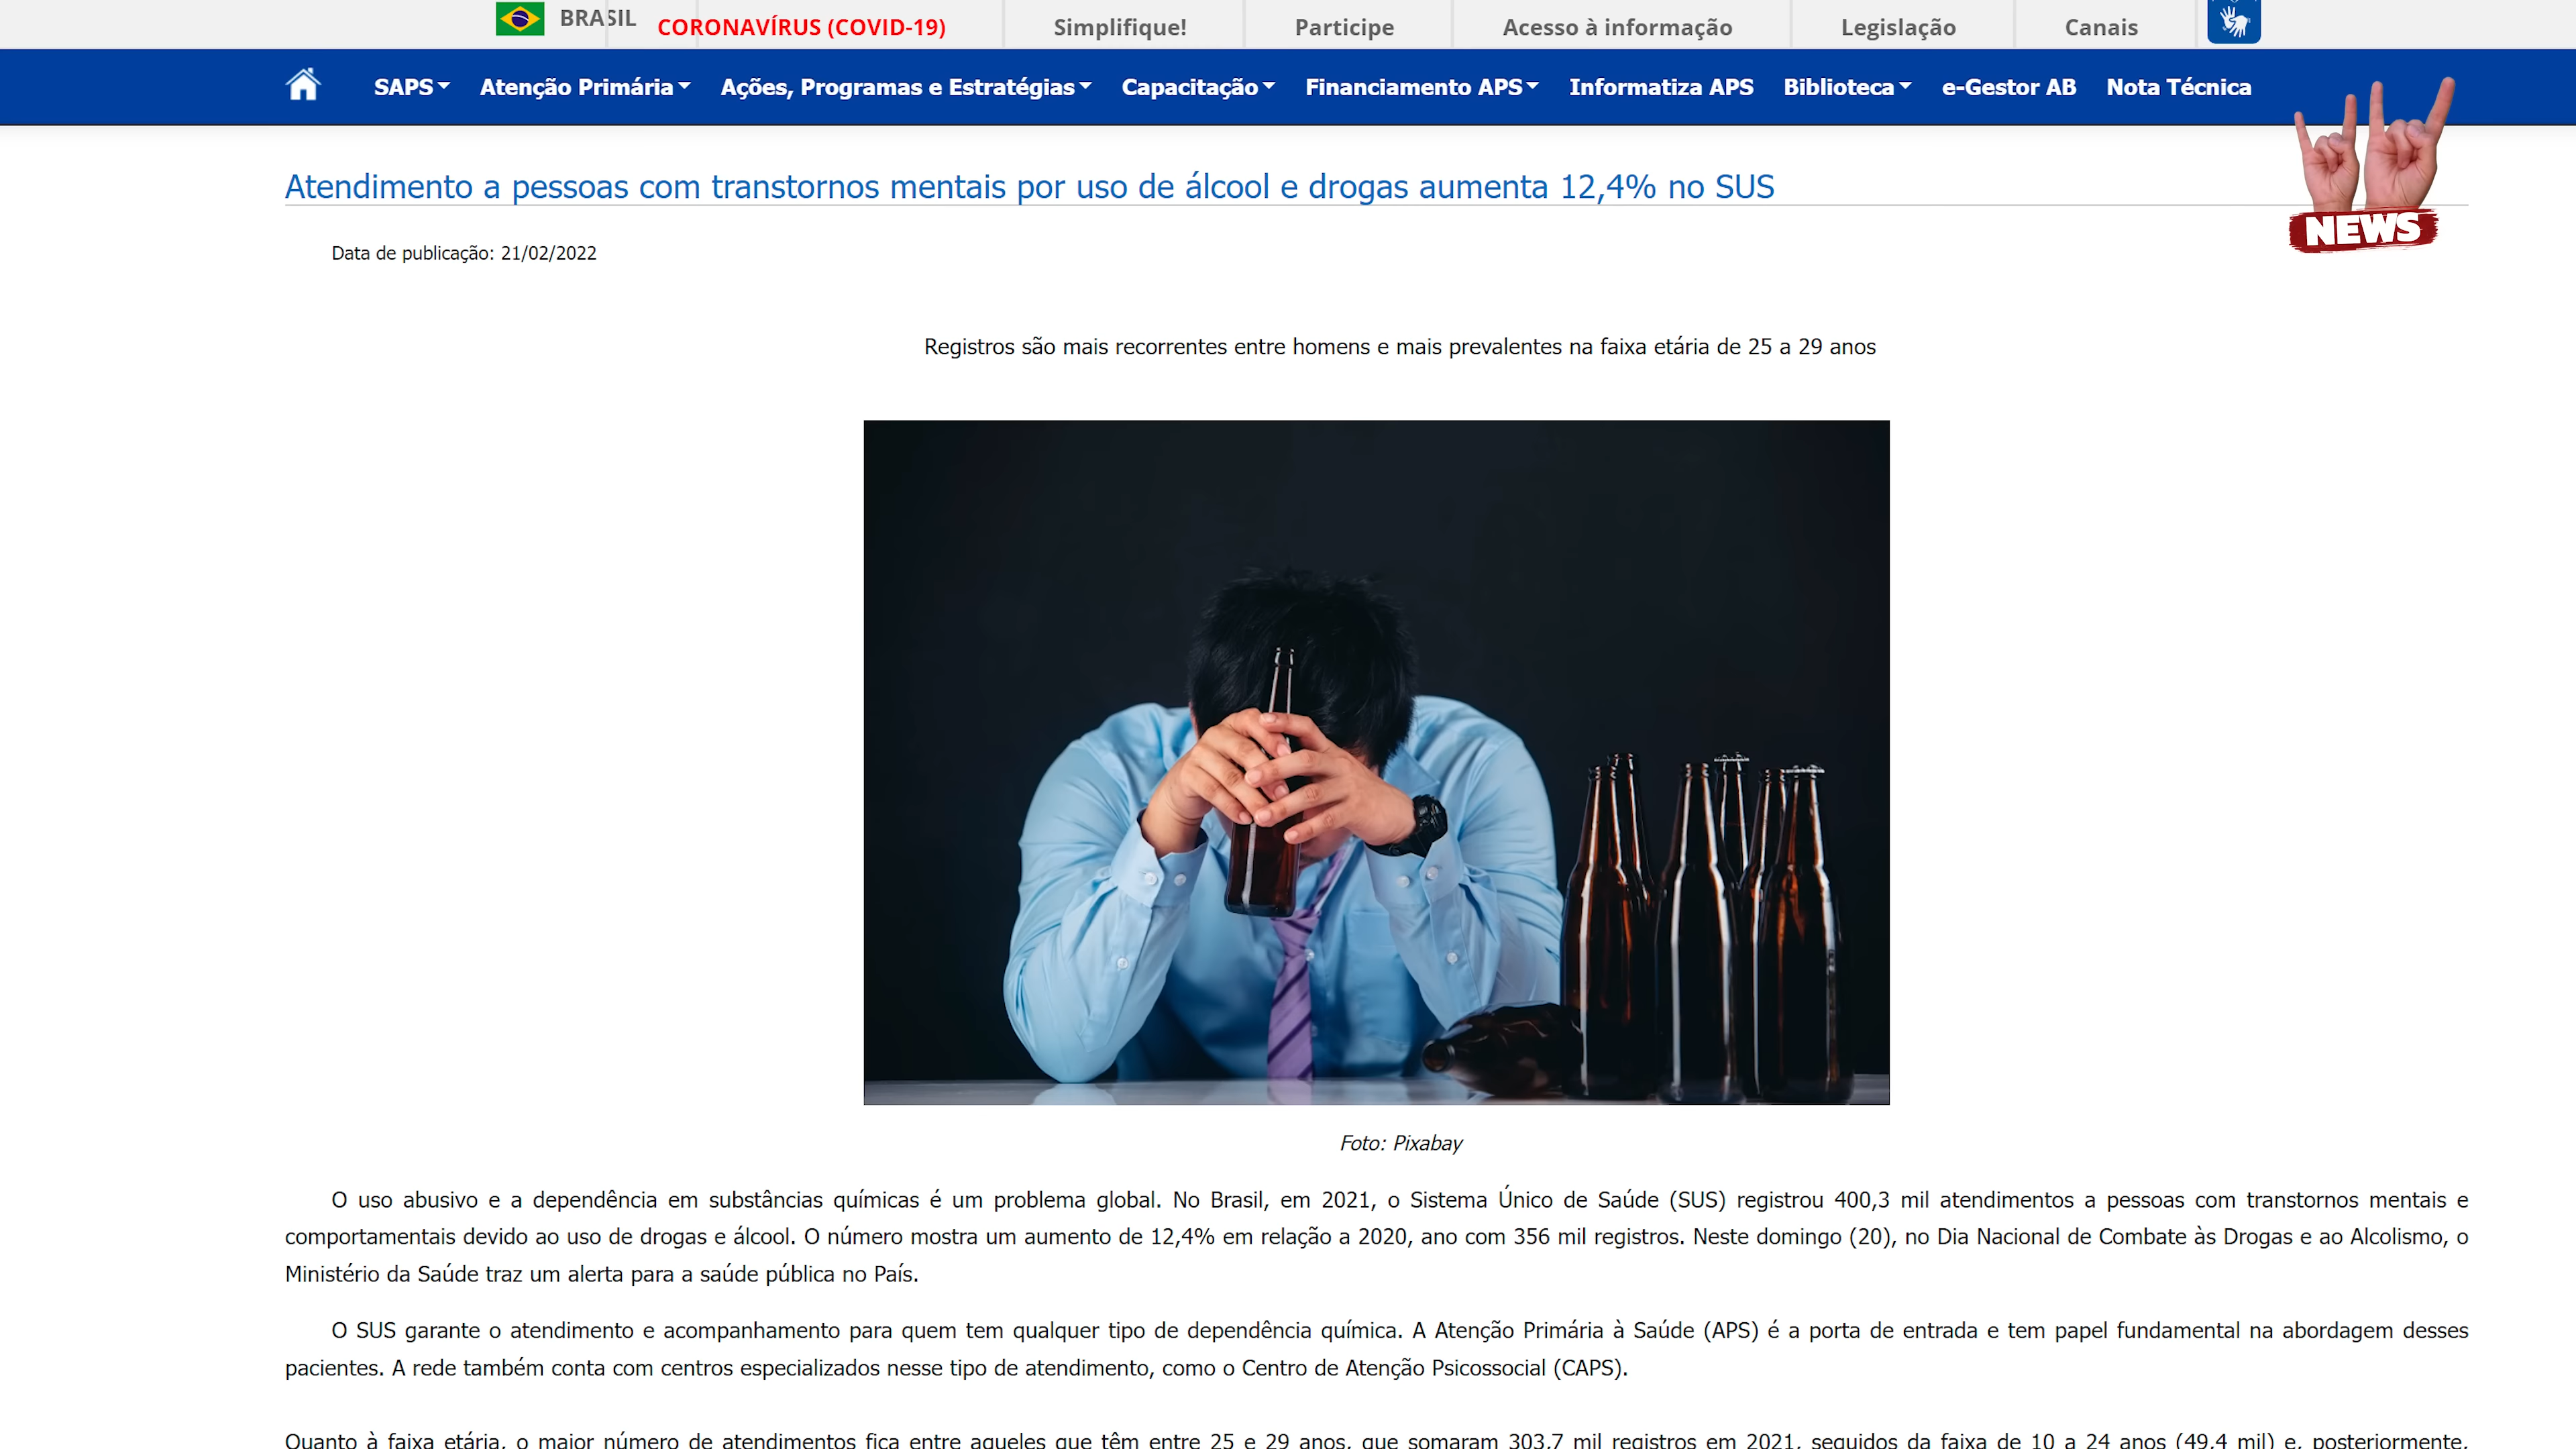 BRASIL
CORONAVÍRUS (COVID-19)
Simplifique!
Participe
Acesso à informação
Legislação
Canais
SAPS
Atenção Primária
Ações, Programas e Estratégias
Capacitação
Financiamento APS
Informatiza APS
Biblioteca
e-Gestor AB
Nota Técnica
NEWS
Atendimento a pessoas com transtornos mentais por uso de álcool e drogas aumenta 12,4% no SUS
Data de publicação: 21/02/2022
Registros são mais recorrentes entre homens e mais prevalentes na faixa etária de 25 a 29 anos
Foto: Pixabay
O uso abusivo e a dependência em substâncias químicas é um problema global. No Brasil, em 2021, o Sistema Único de Saúde (SUS) registrou 400,3 mil atendimentos a pessoas com transtornos mentais e
comportamentais devido ao uso de drogas e álcool. O número mostra um aumento de 12,4% em relação a 2020, ano com 356 mil registros. Neste domingo (20), no Dia Nacional de Combate às Drogas e ao Alcolismo, o
Ministério da Saúde traz um alerta para a saúde pública no País.
O SUS garante o atendimento e acompanhamento para quem tem qualquer tipo de dependência química. A Atenção Primária à Saúde (APS) é a porta de entrada e tem papel fundamental na abordagem desses
pacientes. A rede também conta com centros especializados nesse tipo de atendimento, como o Centro de Atenção Psicossocial (CAPS).
Quanto à faixa etária, o maior número de atendimentos fica entre aqueles que têm entre 25 e 29 anos, que somaram 303,7 mil registros em 2021, seguidos da faixa de 10 a 24 anos (49,4 mil) e, posteriormente,